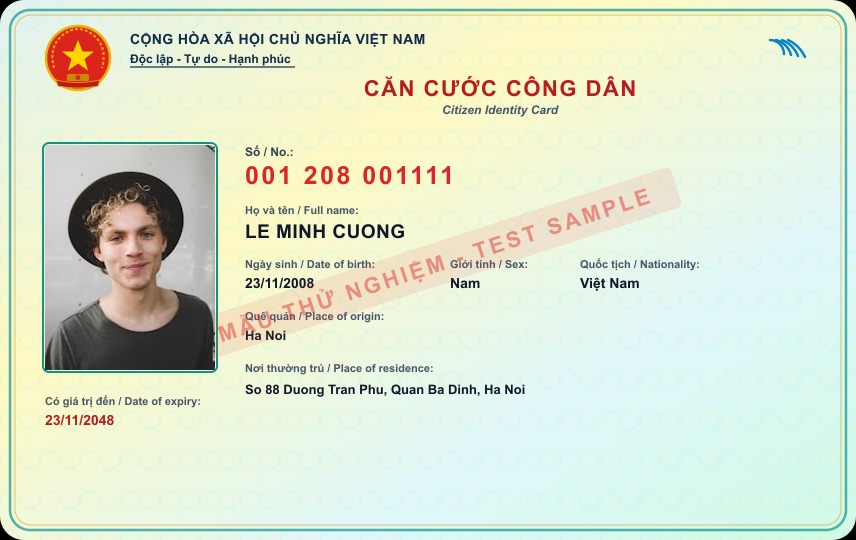 CỘNG HÒA XÃ HỘI CHỦ NGHĨA VIỆT NAM
Độc lập - Tự do - Hạnh phúc
CĂN CƯỚC CÔNG DÂN
Citizen Identity Card
Số / No.:
001 208 001111
Họ và tên / Full name:
LE MINH CUONG
Ngày sinh / Date of birth: Giới tính / Sex: Quốc tịch / Nationality:
23/11/2008 Nam Việt Nam
MẪU THỬ NGHIỆM - TEST SAMPLE
Quê quán / Place of origin:
Ha Noi
Nơi thường trú / Place of residence:
So 88 Duong Tran Phu, Quan Ba Dinh, Ha Noi
Có giá trị đến / Date of expiry:
23/11/2048